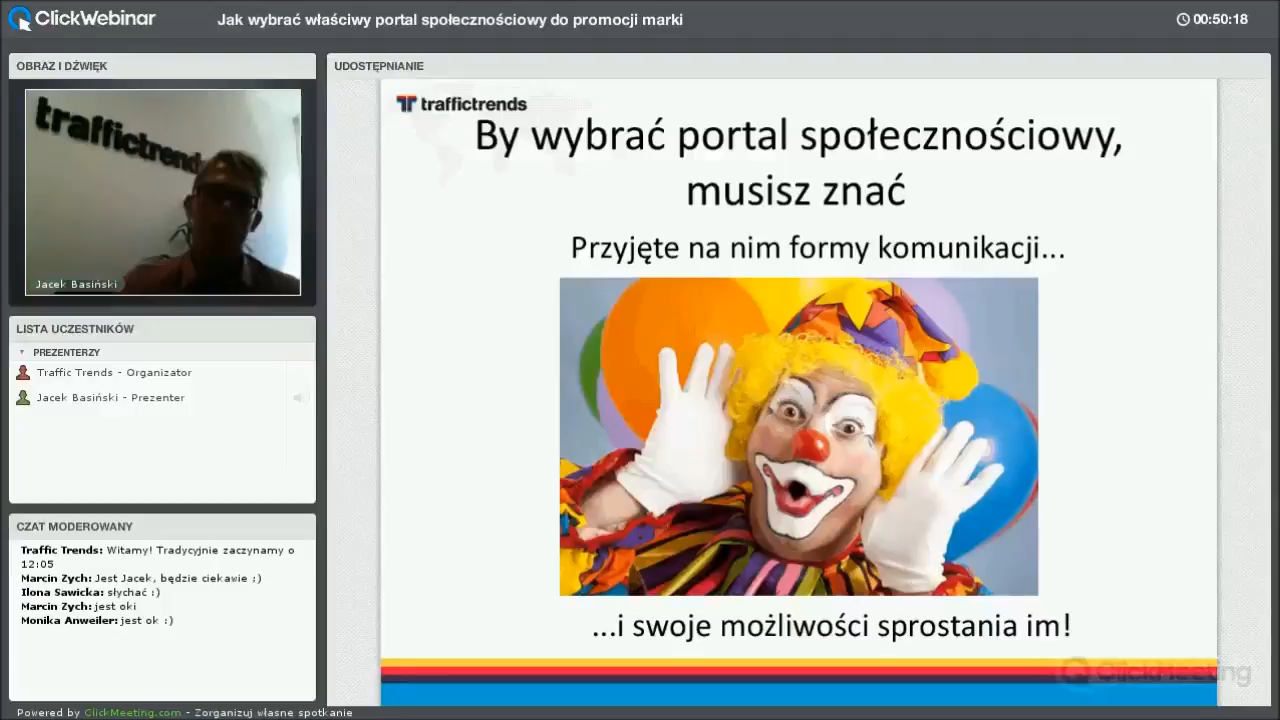 ClickWebinar
Jak wybrać właściwy portal społecznościowy do promocji marki
00:50:18
OBRAZ I DŹWIĘK
traffictrends
Jacek Basiński
LISTA UCZESTNIKÓW
PREZENTERZY
Traffic Trends - Organizator
Jacek Basiński - Prezenter
CZAT MODEROWANY
Traffic Trends: Witamy! Tradycyjnie zaczynamy o
12:05
Marcin Zych: Jest Jacek, będzie ciekawie ;)
Ilona Sawicka: słychać :)
Marcin Zych: jest oki
Monika Anweiler: jest ok :)
UDOSTĘPNIANIE
traffictrends
By wybrać portal społecznościowy,
musisz znać
Przyjęte na nim formy komunikacji...
...i swoje możliwości sprostania im!
ClickMeeting
Powered by ClickMeeting.com - Zorganizuj własne spotkanie